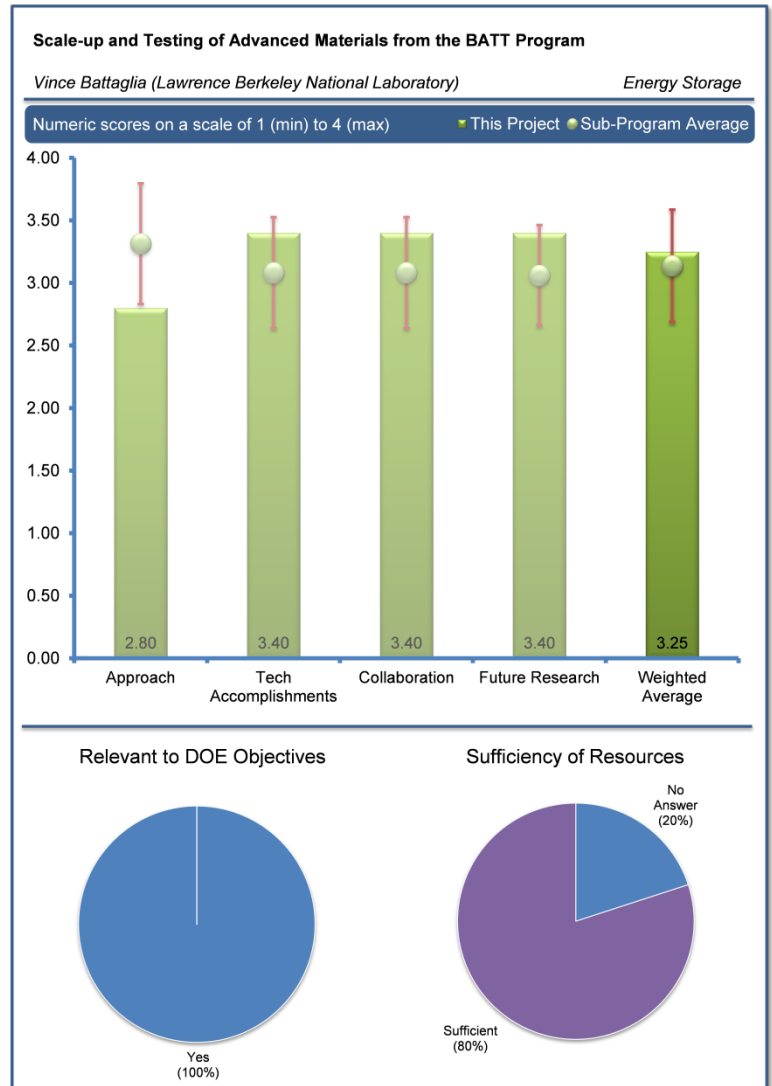 Scale-up and Testing of Advanced Materials from the BATT Program
Vince Battaglia (Lawrence Berkeley National Laboratory) Energy Storage
Numeric scores on a scale of 1 (min) to 4 (max) This Project Sub-Program Average
4.00
3.50
3.00
2.50
2.00
1.50
1.00
0.50
0.00
2.80 3.40 3.40 3.40 3.25
Approach Tech Collaboration Future Research Weighted
Accomplishments Average
Relevant to DOE Objectives Sufficiency of Resources
No
Answer
(20%)
Sufficient
(80%)
Yes
(100%)